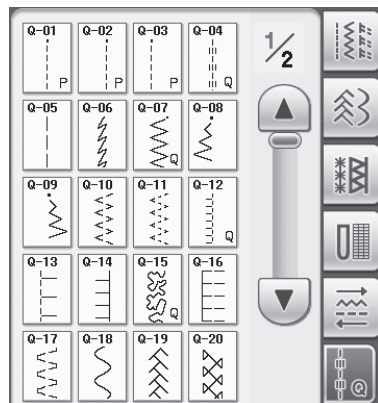 Q-01 Q-02 Q-03 Q-04 1/2
P P P Q
Q-05 Q-06 Q-07 Q-08
Q
Q-09 Q-10 Q-11 Q-12
Q
Q-13 Q-14 Q-15 Q-16
Q
Q-17 Q-18 Q-19 Q-20
Q